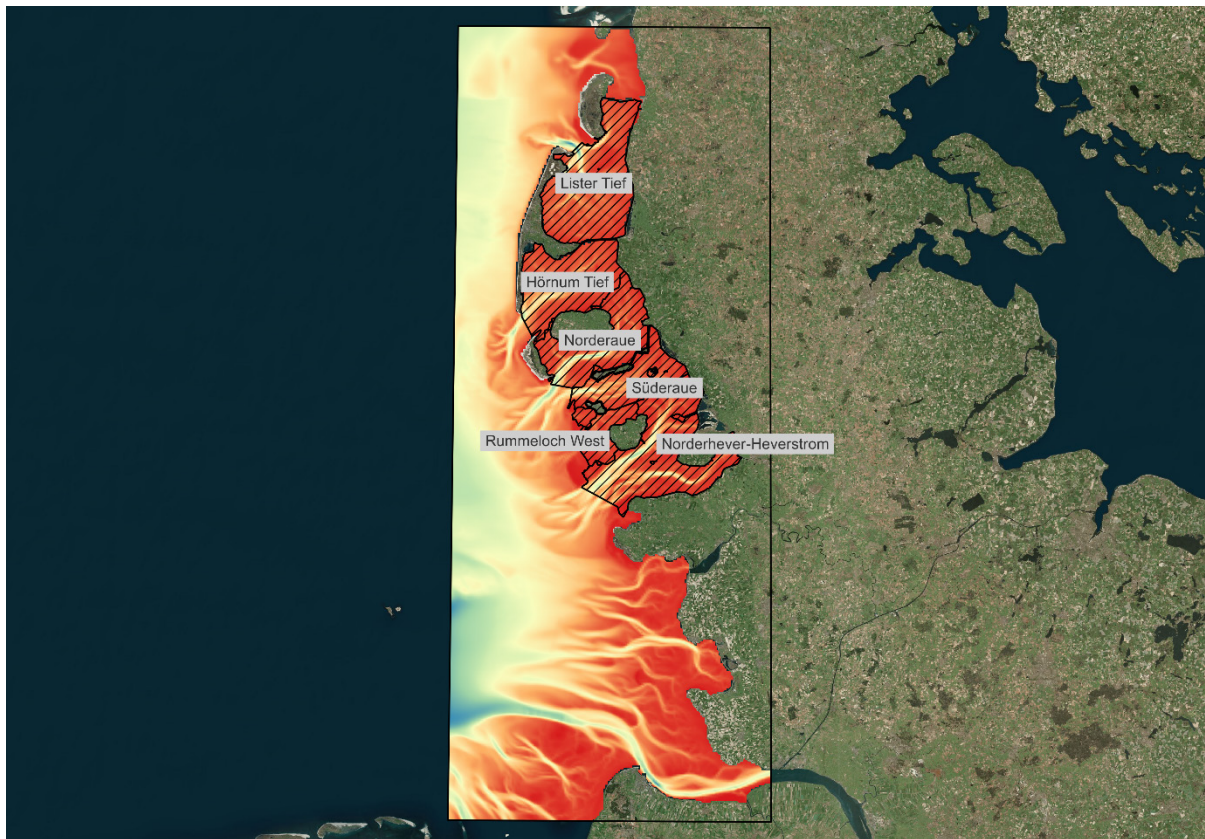 Lister Tief
Hörnum Tief
Norderaue
Süderaue
Rummeloch West
Norderhever-Heverstrom